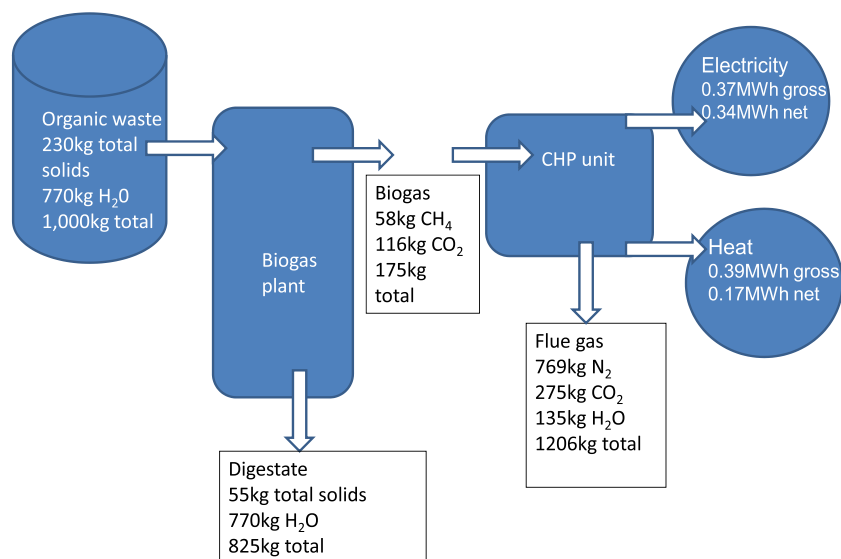 Organic waste
230kg total
solids
770kg H₂0
1,000kg total
Biogas
plant
Biogas
58kg CH₄
116kg CO₂
175kg
total
CHP unit
Electricity
0.37MWh gross
0.34MWh net
Heat
0.39MWh gross
0.17MWh net
Flue gas
769kg N₂
275kg CO₂
135kg H₂O
1206kg total
Digestate
55kg total solids
770kg H₂O
825kg total